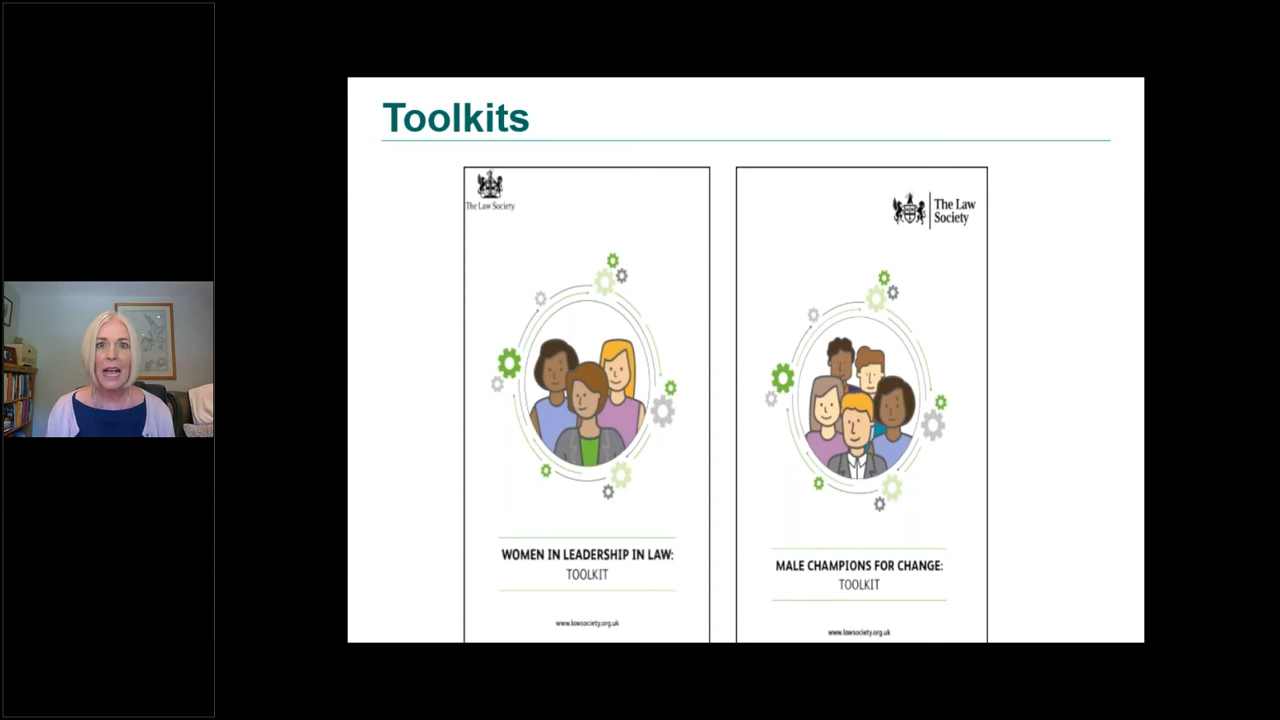 Toolkits
The Law Society
WOMEN IN LEADERSHIP IN LAW:
TOOLKIT
www.lawsociety.org.uk
The Law
Society
MALE CHAMPIONS FOR CHANGE:
TOOLKIT
www.lawsociety.org.uk